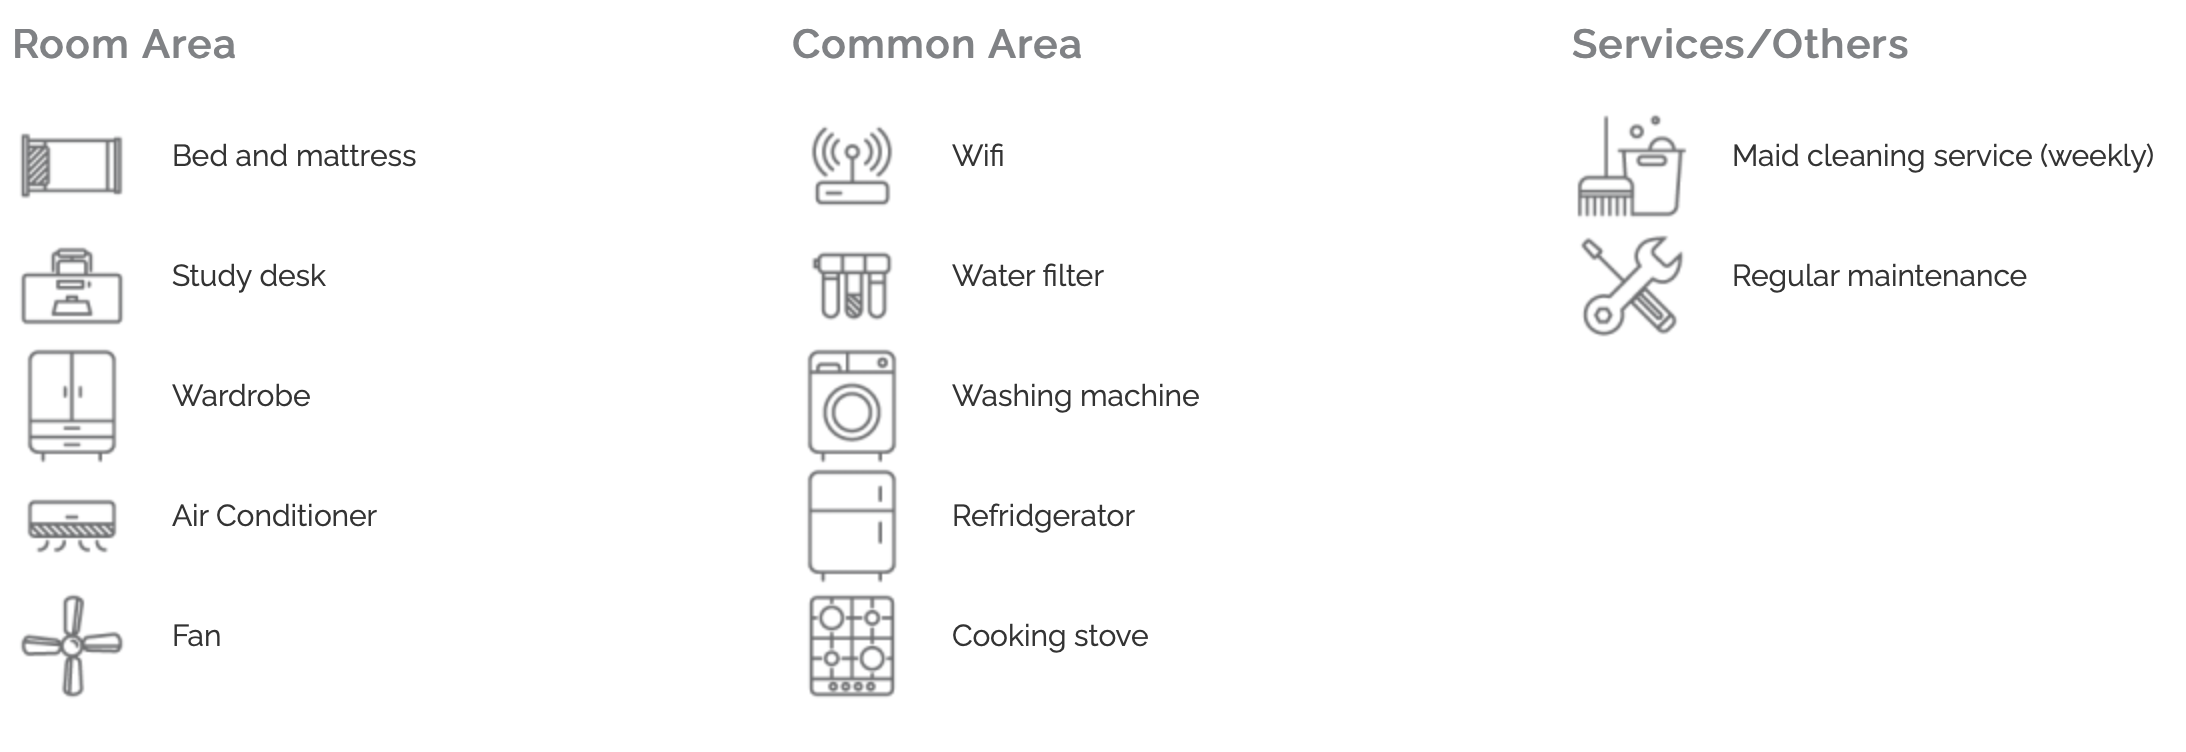 Room Area
Bed and mattress
Study desk
Wardrobe
Air Conditioner
Fan
Common Area
Wifi
Water filter
Washing machine
Refridgerator
Cooking stove
Services/Others
Maid cleaning service (weekly)
Regular maintenance